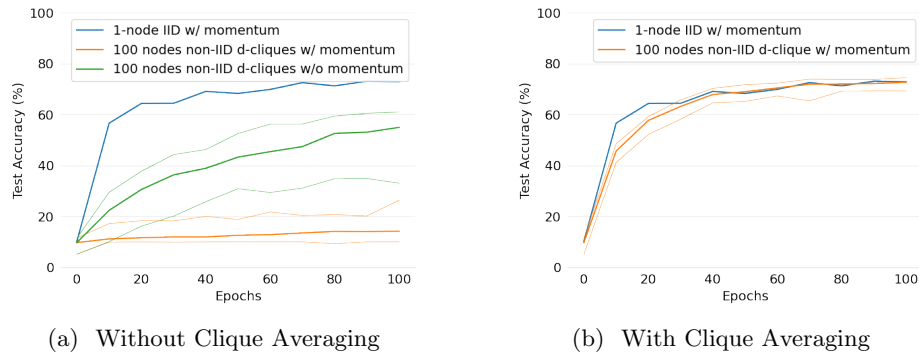 100
80
60
40
20
0
Test Accuracy (%)
1-node IID w/ momentum
100 nodes non-IID d-cliques w/ momentum
100 nodes non-IID d-cliques w/o momentum
0 20 40 60 80 100
Epochs
(a) Without Clique Averaging
100
80
60
40
20
0
Test Accuracy (%)
1-node IID w/ momentum
100 nodes non-IID d-clique w/ momentum
0 20 40 60 80 100
Epochs
(b) With Clique Averaging